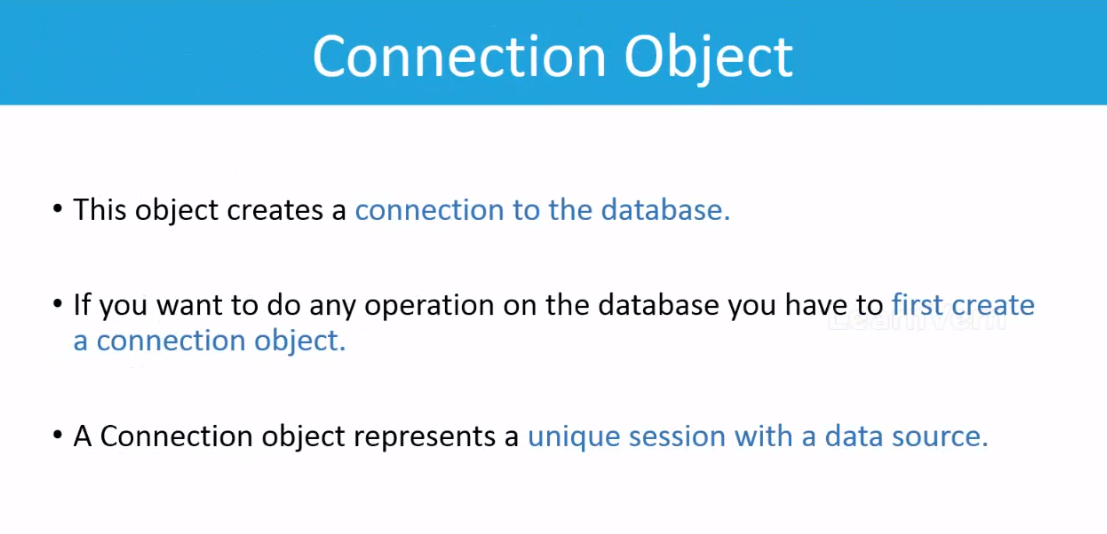 Connection Object
• This object creates a connection to the database.
• If you want to do any operation on the database you have to first create
a connection object.
LearnVern
• A Connection object represents a unique session with a data source.